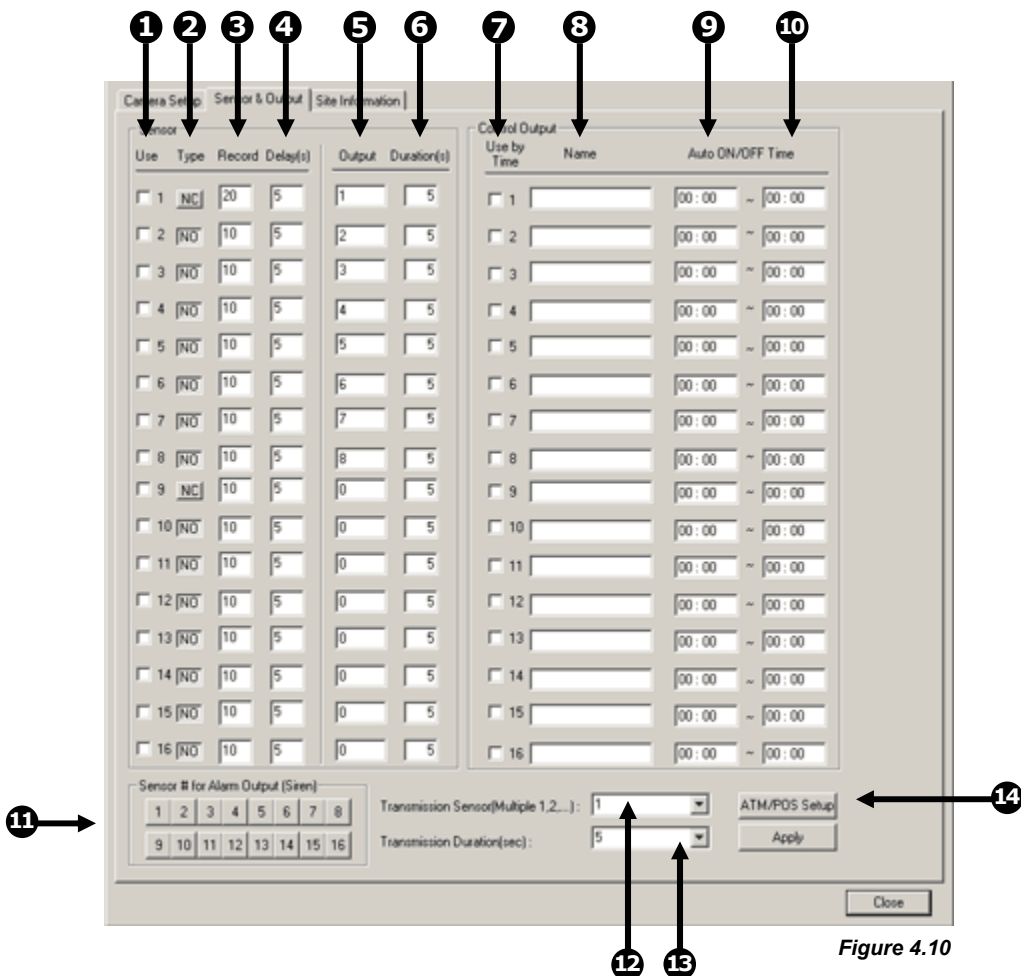 1 2 3 4 5 6 7 8 9 10
Camera Setup Sensor & Output Site Information
Sensor Control Output
Use Type Record Delay(s) Output Duration(s) Use by Time Name Auto ON/OFF Time
1 NC 20 5 1 5 1 00 : 00 ~ 00 : 00
2 NO 10 5 2 5 2 00 : 00 ~ 00 : 00
3 NO 10 5 3 5 3 00 : 00 ~ 00 : 00
4 NO 10 5 4 5 4 00 : 00 ~ 00 : 00
5 NO 10 5 5 5 5 00 : 00 ~ 00 : 00
6 NO 10 5 6 5 6 00 : 00 ~ 00 : 00
7 NO 10 5 7 5 7 00 : 00 ~ 00 : 00
8 NO 10 5 8 5 8 00 : 00 ~ 00 : 00
9 NC 10 5 0 5 9 00 : 00 ~ 00 : 00
10 NO 10 5 0 5 10 00 : 00 ~ 00 : 00
11 NO 10 5 0 5 11 00 : 00 ~ 00 : 00
12 NO 10 5 0 5 12 00 : 00 ~ 00 : 00
13 NO 10 5 0 5 13 00 : 00 ~ 00 : 00
14 NO 10 5 0 5 14 00 : 00 ~ 00 : 00
15 NO 10 5 0 5 15 00 : 00 ~ 00 : 00
16 NO 10 5 0 5 16 00 : 00 ~ 00 : 00
Sensor # for Alarm Output (Siren)
1 2 3 4 5 6 7 8
9 10 11 12 13 14 15 16
11
Transmission Sensor(Multiple 1,2,...) : 1 ATM/POS Setup
14
Transmission Duration(sec) : 5 Apply
Close
12 13
Figure 4.10